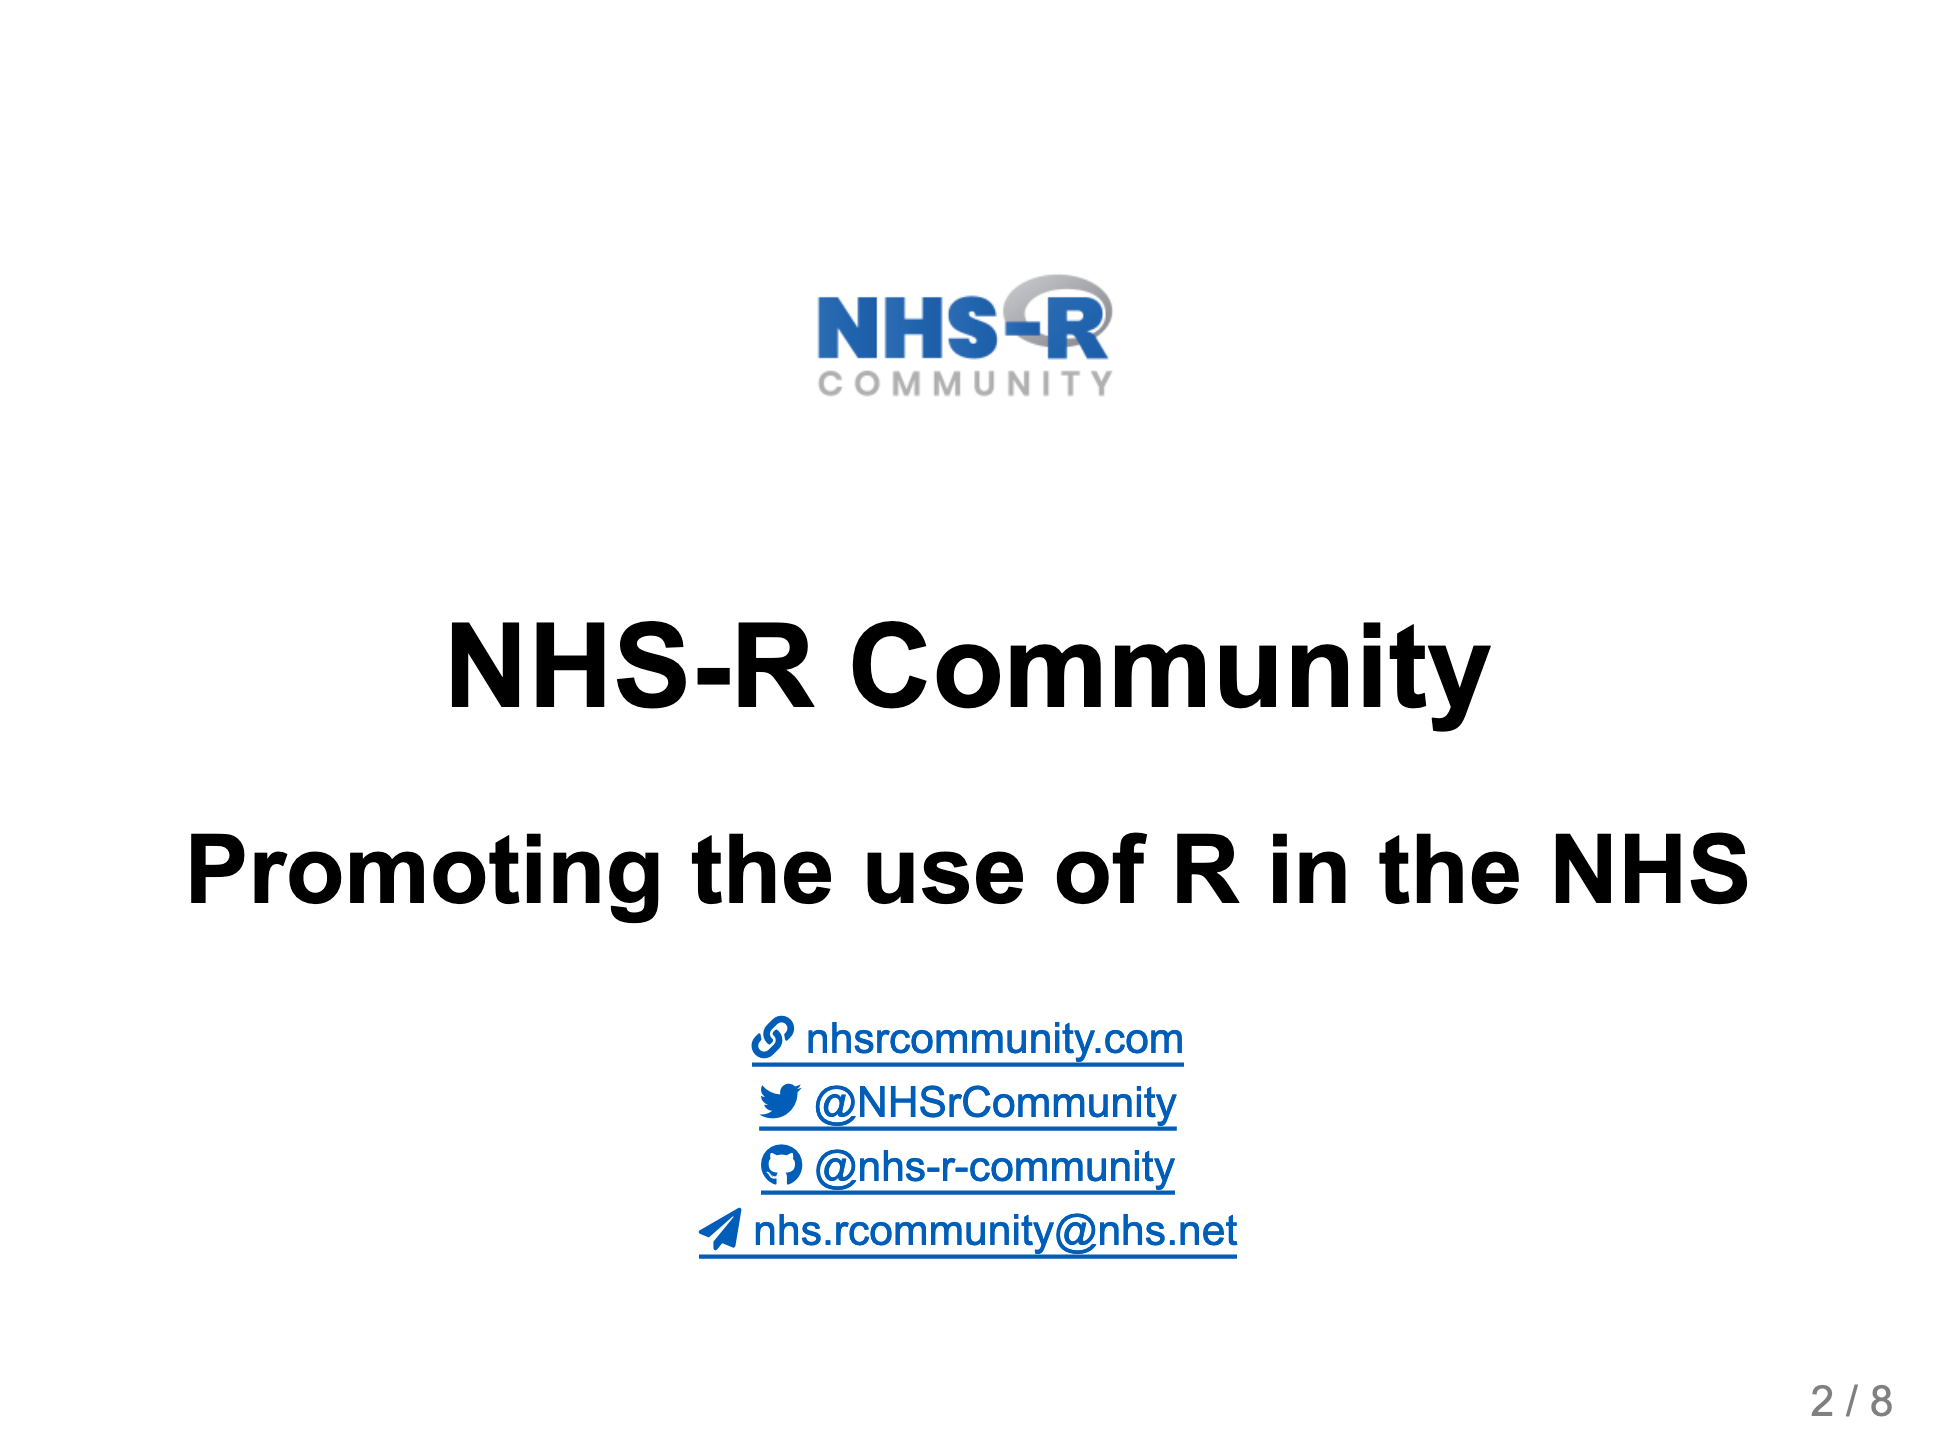 NHS-R
COMMUNITY
NHS-R Community
Promoting the use of R in the NHS
nhsrcommunity.com
@NHSrCommunity
@nhs-r-community
nhs.rcommunity@nhs.net
2 / 8